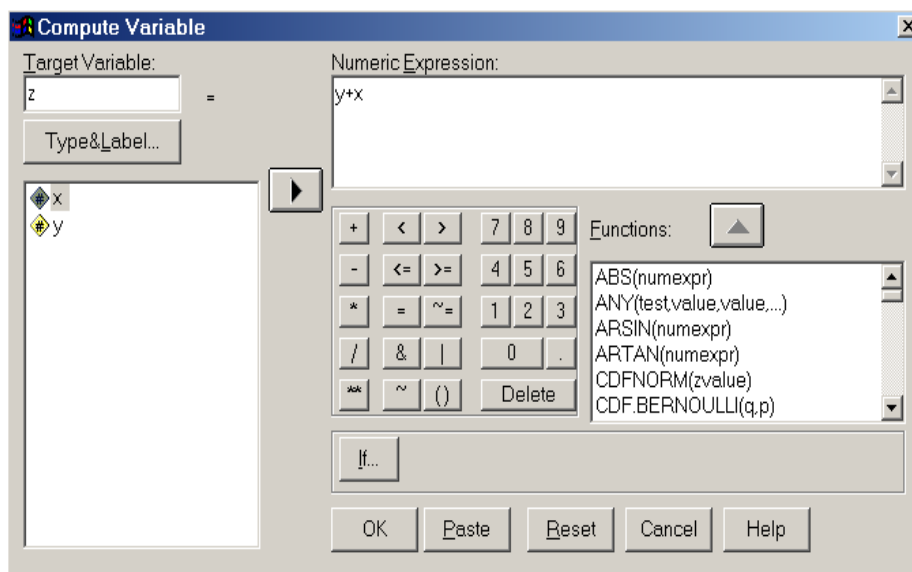 Compute Variable
Target Variable:
z
=
Type&Label...
x
y
Numeric Expression:
y+x
+ < > 7 8 9
- <= >= 4 5 6
* = ~= 1 2 3
/ & | 0 .
** ~ () Delete
Functions:
ABS(numexpr)
ANY(test,value,value,...)
ARSIN(numexpr)
ARTAN(numexpr)
CDFNORM(zvalue)
CDF.BERNOULLI(q,p)
If...
OK Paste Reset Cancel Help